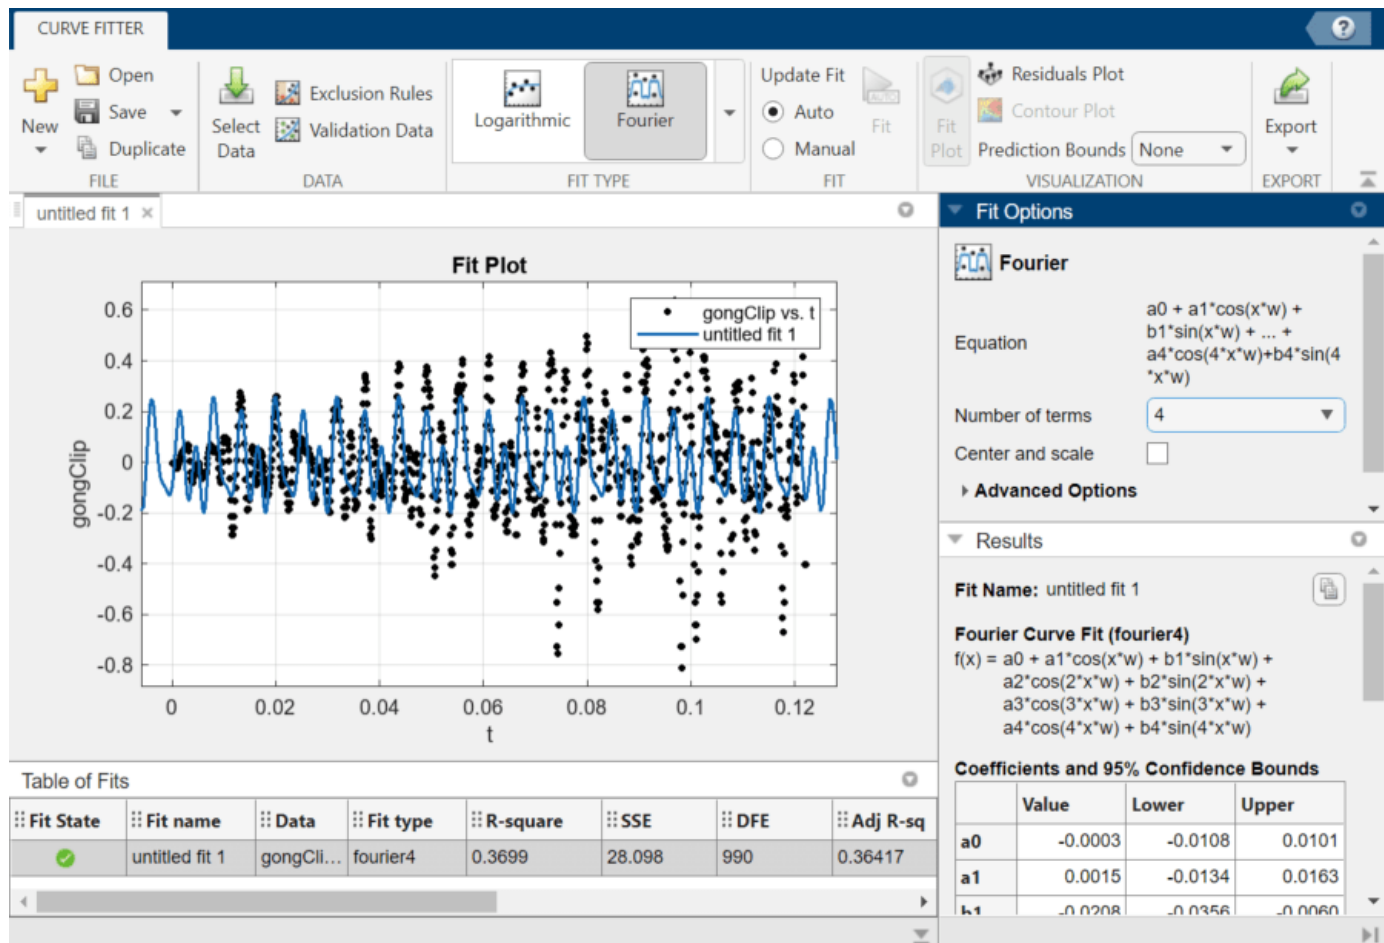 CURVE FITTER
?
New
Open
Save
Duplicate
FILE
Select
Data
Exclusion Rules
Validation Data
DATA
Logarithmic
Fourier
FIT TYPE
Update Fit
Auto
Manual
AUTO
Fit
FIT
Fit
Plot
Residuals Plot
Contour Plot
Prediction Bounds None
VISUALIZATION
Export
EXPORT
untitled fit 1 ×
Fit Plot
gongClip vs. t
untitled fit 1
0.6
0.4
0.2
0
-0.2
-0.4
-0.6
-0.8
gongClip
0 0.02 0.04 0.06 0.08 0.1 0.12
t
Table of Fits
Fit State Fit name Data Fit type R-square SSE DFE Adj R-sq
untitled fit 1 gongCli... fourier4 0.3699 28.098 990 0.36417
Fit Options
Fourier
Equation
a0 + a1*cos(x*w) +
b1*sin(x*w) + ... +
a4*cos(4*x*w)+b4*sin(4
*x*w)
Number of terms 4
Center and scale
Advanced Options
Results
Fit Name: untitled fit 1
Fourier Curve Fit (fourier4)
f(x) = a0 + a1*cos(x*w) + b1*sin(x*w) +
a2*cos(2*x*w) + b2*sin(2*x*w) +
a3*cos(3*x*w) + b3*sin(3*x*w) +
a4*cos(4*x*w) + b4*sin(4*x*w)
Coefficients and 95% Confidence Bounds
Value Lower Upper
a0 -0.0003 -0.0108 0.0101
a1 0.0015 -0.0134 0.0163
b1 -0.0208 -0.0356 -0.0060